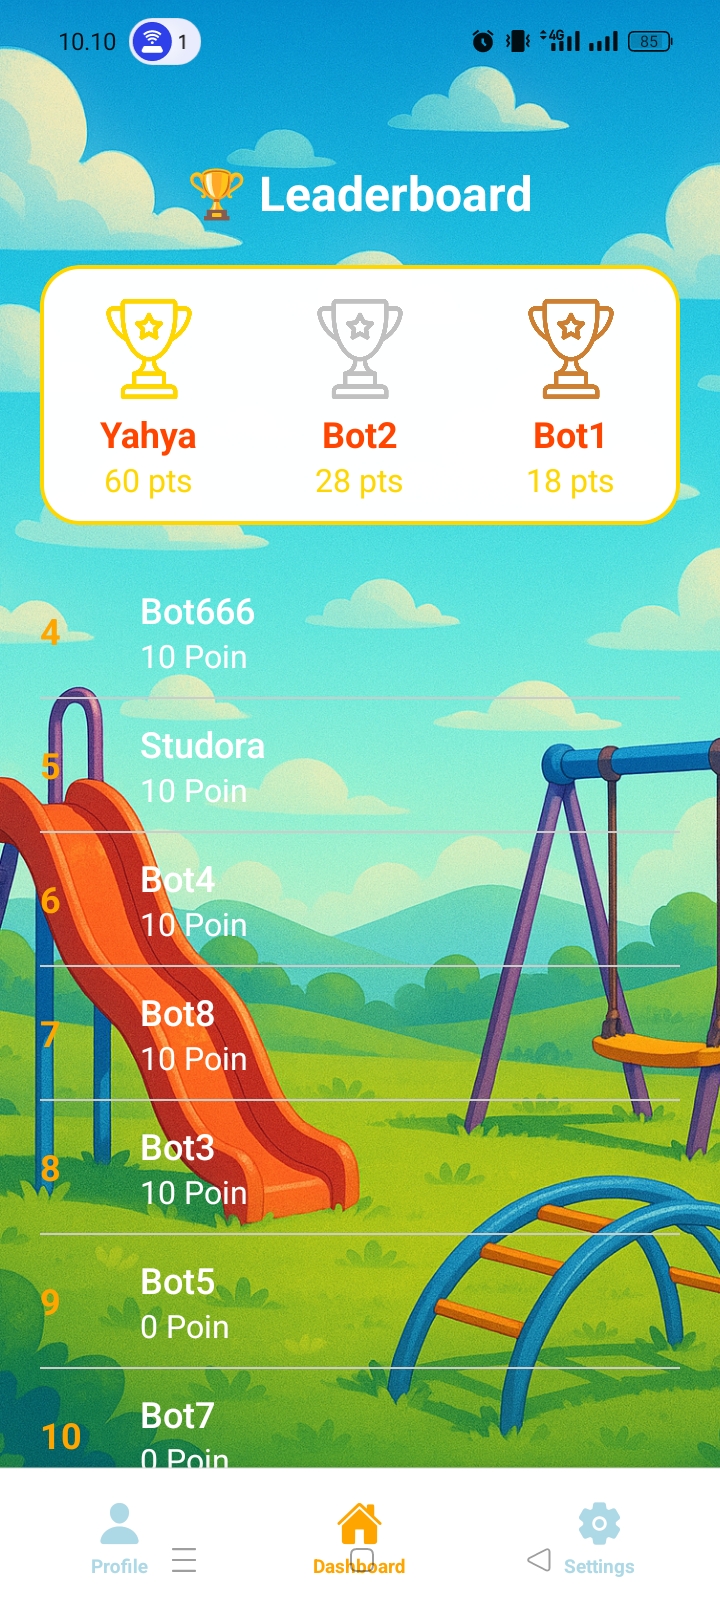 10.10 1 4G 85
🏆 Leaderboard
Yahya Bot2 Bot1
60 pts 28 pts 18 pts
4 Bot666
10 Poin
5 Studora
10 Poin
6 Bot4
10 Poin
7 Bot8
10 Poin
8 Bot3
10 Poin
9 Bot5
0 Poin
10 Bot7
0 Poin
Profile Dashboard Settings